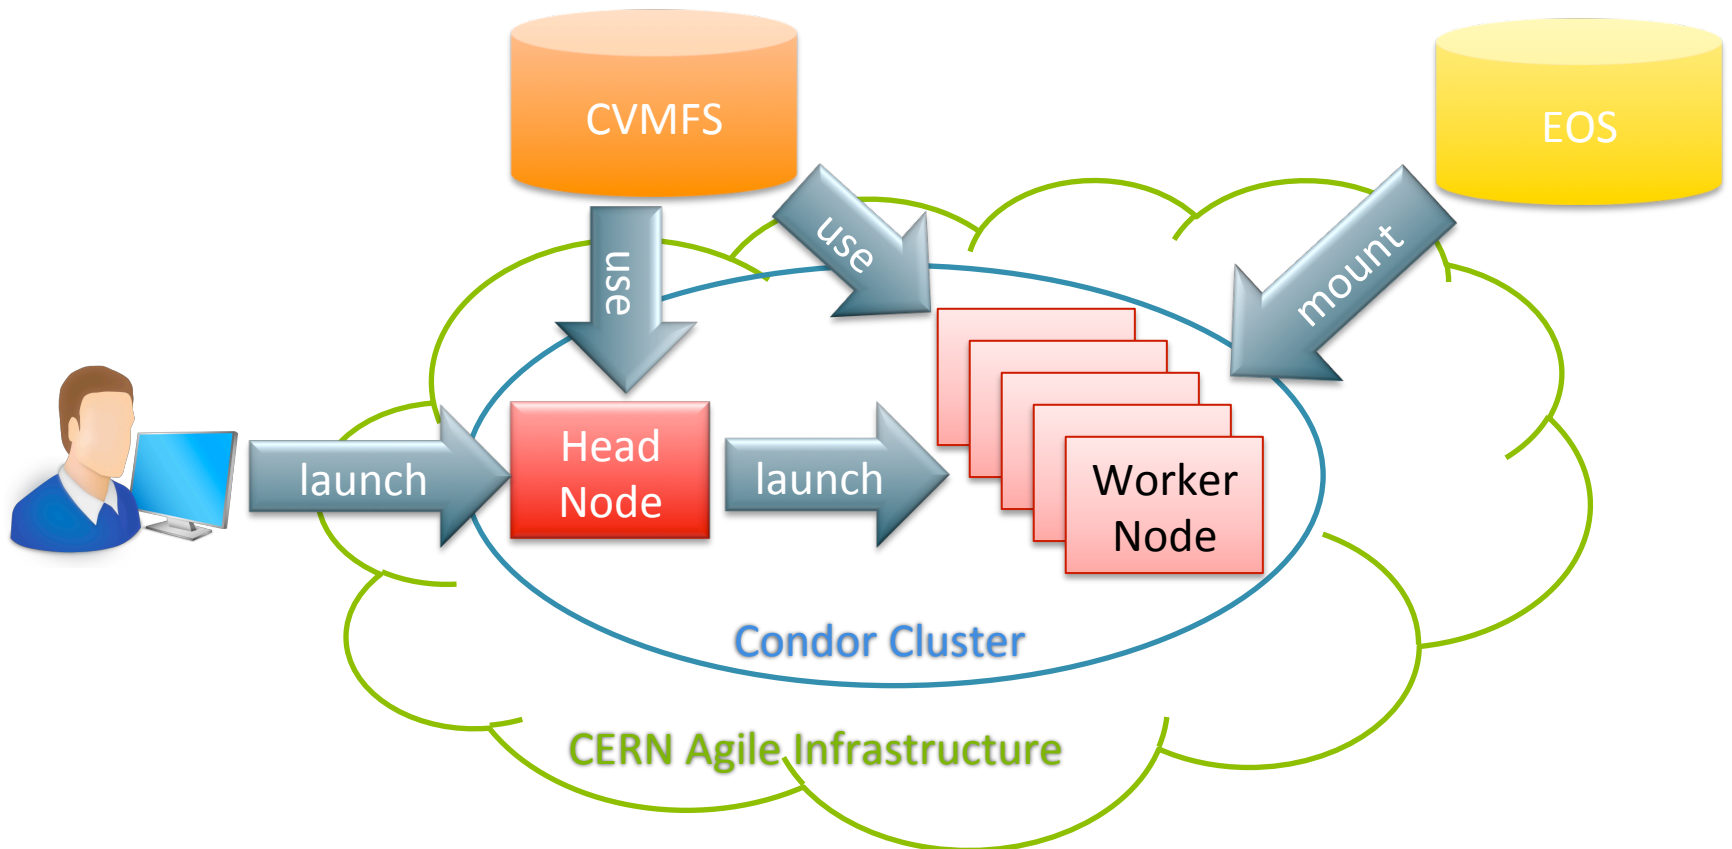 CVMFS
EOS
use
use
mount
launch
Head
Node
launch
Worker
Node
Condor Cluster
CERN Agile Infrastructure